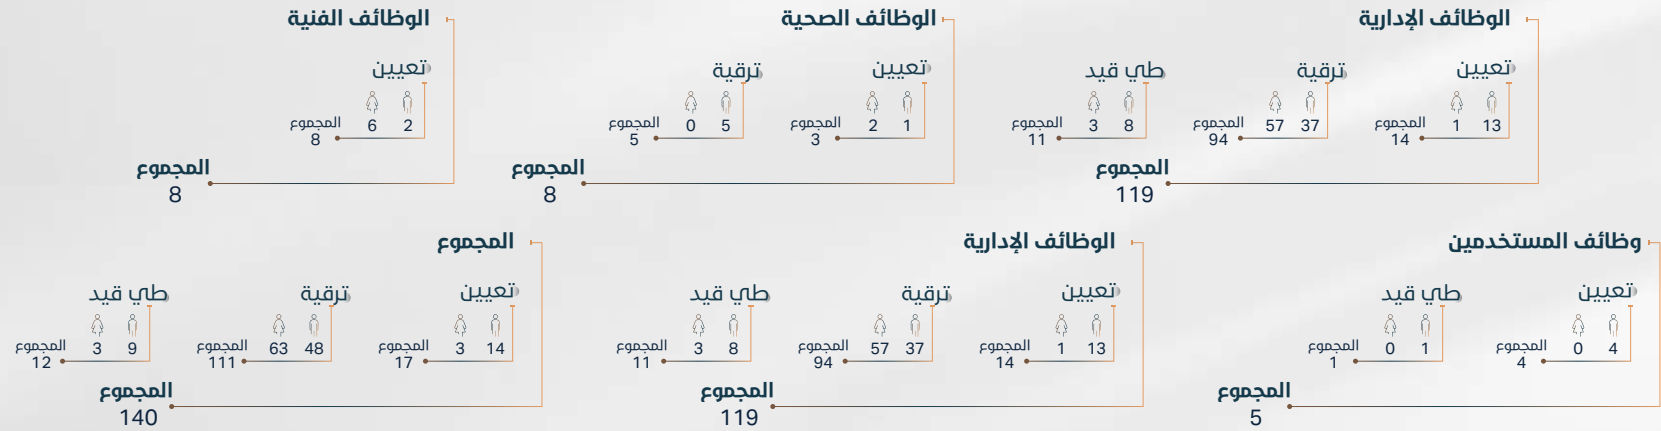 الوظائف الإدارية
تعيين
13 1 المجموع
14
ترقية
37 57 المجموع
94
طي قيد
8 3 المجموع
11
المجموع
119
الوظائف الصحية
تعيين
1 2 المجموع
3
ترقية
5 0 المجموع
5
المجموع
8
الوظائف الفنية
تعيين
2 6 المجموع
8
المجموع
8
وظائف المستخدمين
تعيين
4 0 المجموع
4
طي قيد
1 0 المجموع
1
المجموع
5
الوظائف الإدارية
تعيين
13 1 المجموع
14
ترقية
37 57 المجموع
94
طي قيد
8 3 المجموع
11
المجموع
119
المجموع
تعيين
14 3 المجموع
17
ترقية
48 63 المجموع
111
طي قيد
9 3 المجموع
12
المجموع
140